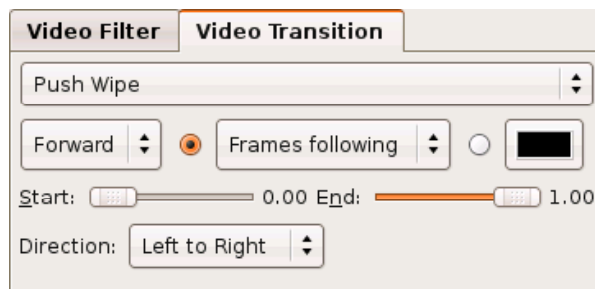 Video Filter Video Transition
Push Wipe
Forward Frames following
Start: 0.00 End: 1.00
Direction: Left to Right